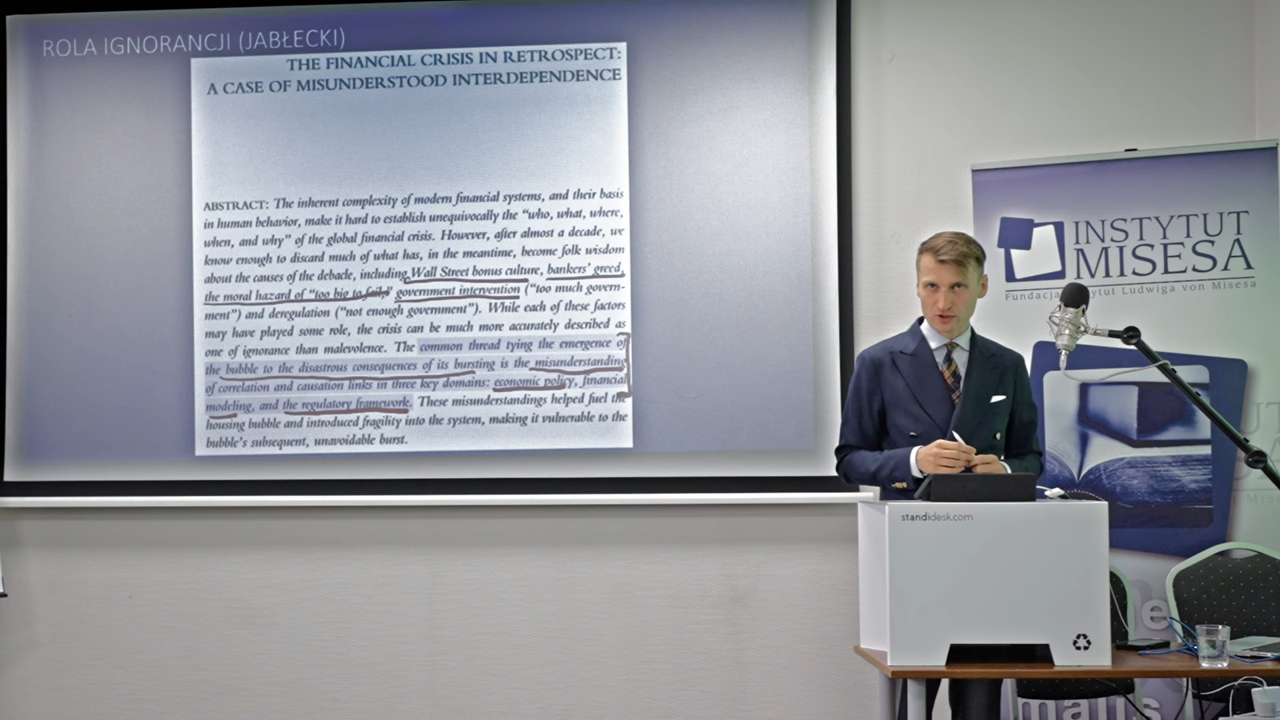 ROLA IGNORANCJI (JABŁECKI)
THE FINANCIAL CRISIS IN RETROSPECT:
A CASE OF MISUNDERSTOOD INTERDEPENDENCE
ABSTRACT: The inherent complexity of modern financial systems, and their basis
in human behavior, make it hard to establish unequivocally the “who, what, where,
when, and why” of the global financial crisis. However, after almost a decade, we
know enough to discard much of what has, in the meantime, become folk wisdom
about the causes of the debacle, including Wall Street bonus culture, bankers’ greed,
the moral hazard of “too big to fail,” government intervention (“too much govern-
ment”) and deregulation (“not enough government”). While each of these factors
may have played some role, the crisis can be much more accurately described as
one of ignorance than malevolence. The common thread tying the emergence of
the bubble to the disastrous consequences of its bursting is the misunderstanding
of correlation and causation links in three key domains: economic policy, financial
modeling, and the regulatory framework. These misunderstandings helped fuel the
housing bubble and introduced fragility into the system, making it vulnerable to the
bubble’s subsequent, unavoidable burst.
INSTYTUT
MISESA
Fundacja Instytut Ludwiga von Misesa
standidesk.com